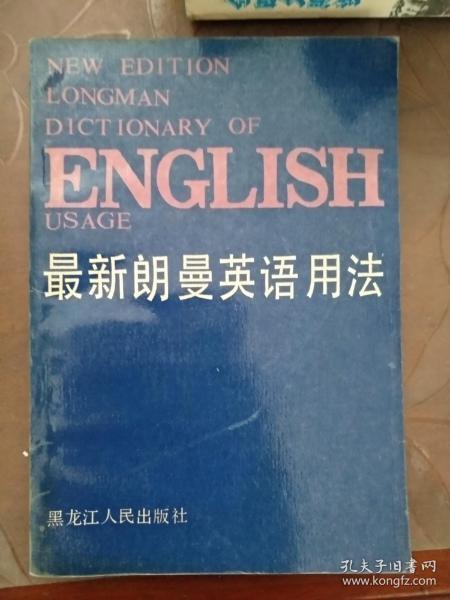 NEW EDITION
LONGMAN
DICTIONARY OF
ENGLISH
USAGE
最新朗曼英语用法
黑龙江人民出版社
孔夫子旧书网
www.kongfz.com